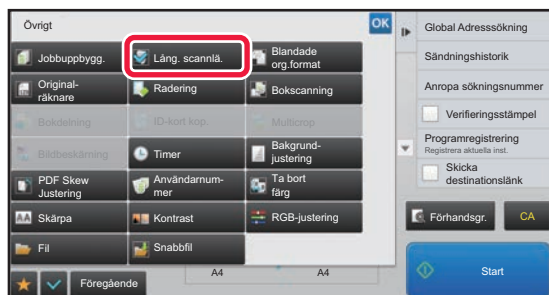 Övrigt
OK
Jobbuppbygg.
Lång. scannlä.
Blandade
org.format
Original-
räknare
Radering
Bokscanning
Bokdelning
ID-kort kop.
Multicrop
Bildbeskärning
Timer
Bakgrund-
justering
PDF Skew
Justering
Användarnum-
mer
Ta bort
färg
Skärpa
Kontrast
RGB-justering
Fil
Snabbfil
Föregående
A4
A4
Global Adresssökning
Sändningshistorik
Anropa sökningsnummer
Verifieringsstämpel
Programregistrering
Registrera aktuella inst.
Skicka
destinationslänk
Förhandsgr.
CA
Start